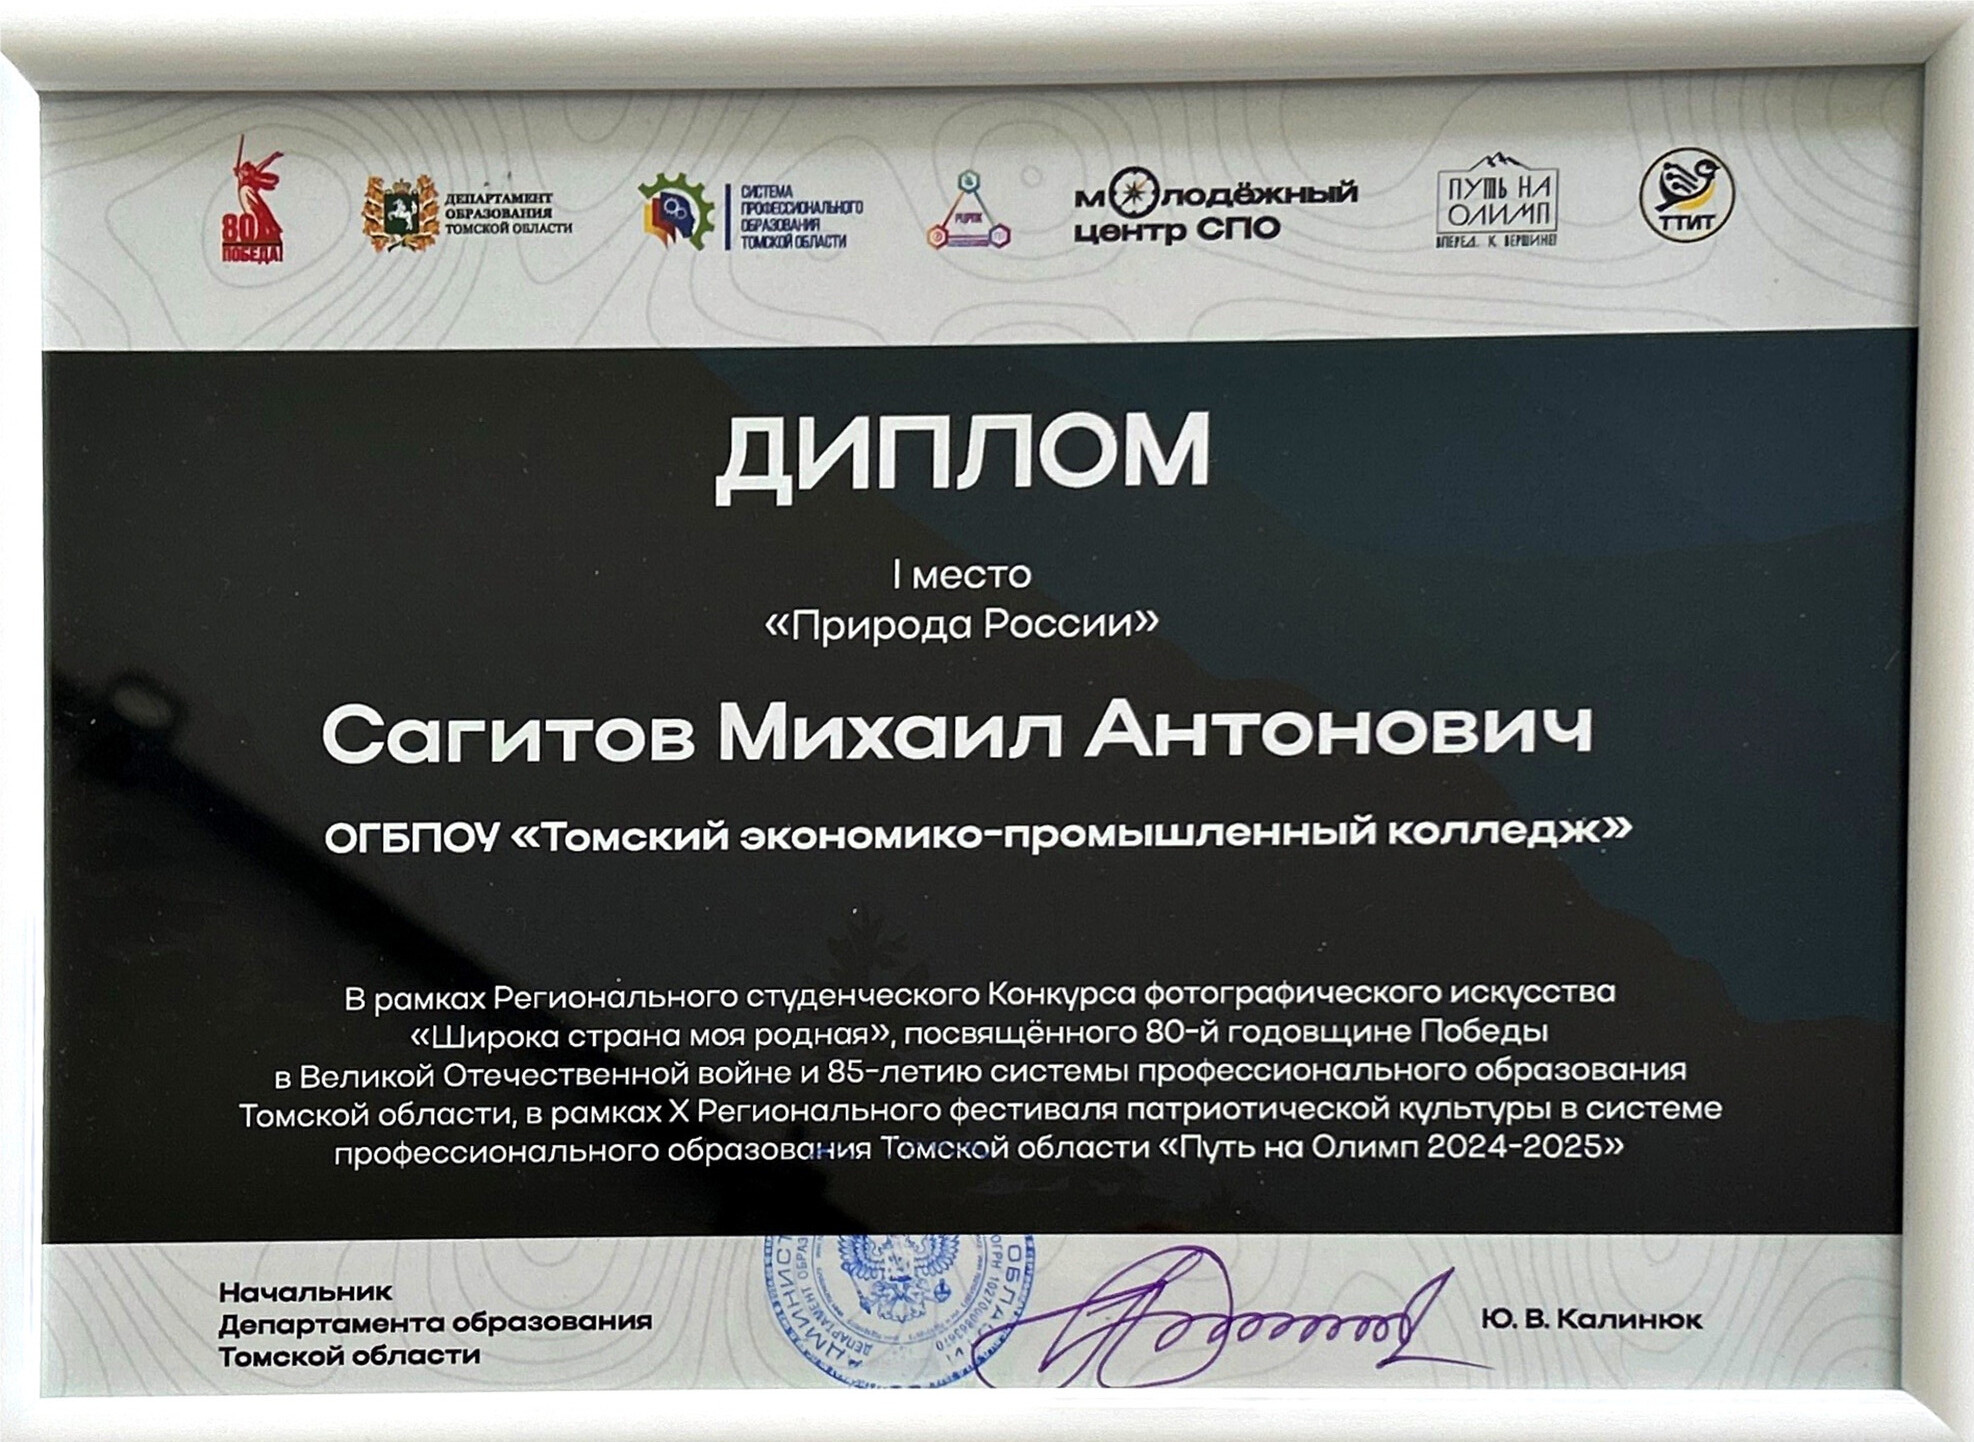 80
ПОБЕДА!
ДЕПАРТАМЕНТ
ОБРАЗОВАНИЯ
ТОМСКОЙ ОБЛАСТИ
СИСТЕМА
ПРОФЕССИОНАЛЬНОГО
ОБРАЗОВАНИЯ
ТОМСКОЙ ОБЛАСТИ
МОЛОДЁЖНЫЙ
ЦЕНТР СПО
ПУТЬ НА
ОЛИМП
ВПЕРЕД, К ВЕРШИНЕ!
ТТИТ
ДИПЛОМ
I место
«Природа России»
Сагитов Михаил Антонович
ОГБПОУ «Томский экономико-промышленный колледж»
В рамках Регионального студенческого Конкурса фотографического искусства
«Широка страна моя родная», посвящённого 80-й годовщине Победы
в Великой Отечественной войне и 85-летию системы профессионального образования
Томской области, в рамках X Регионального фестиваля патриотической культуры в системе
профессионального образования Томской области «Путь на Олимп 2024-2025»
Начальник
Департамента образования
Томской области
Ю. В. Калинюк